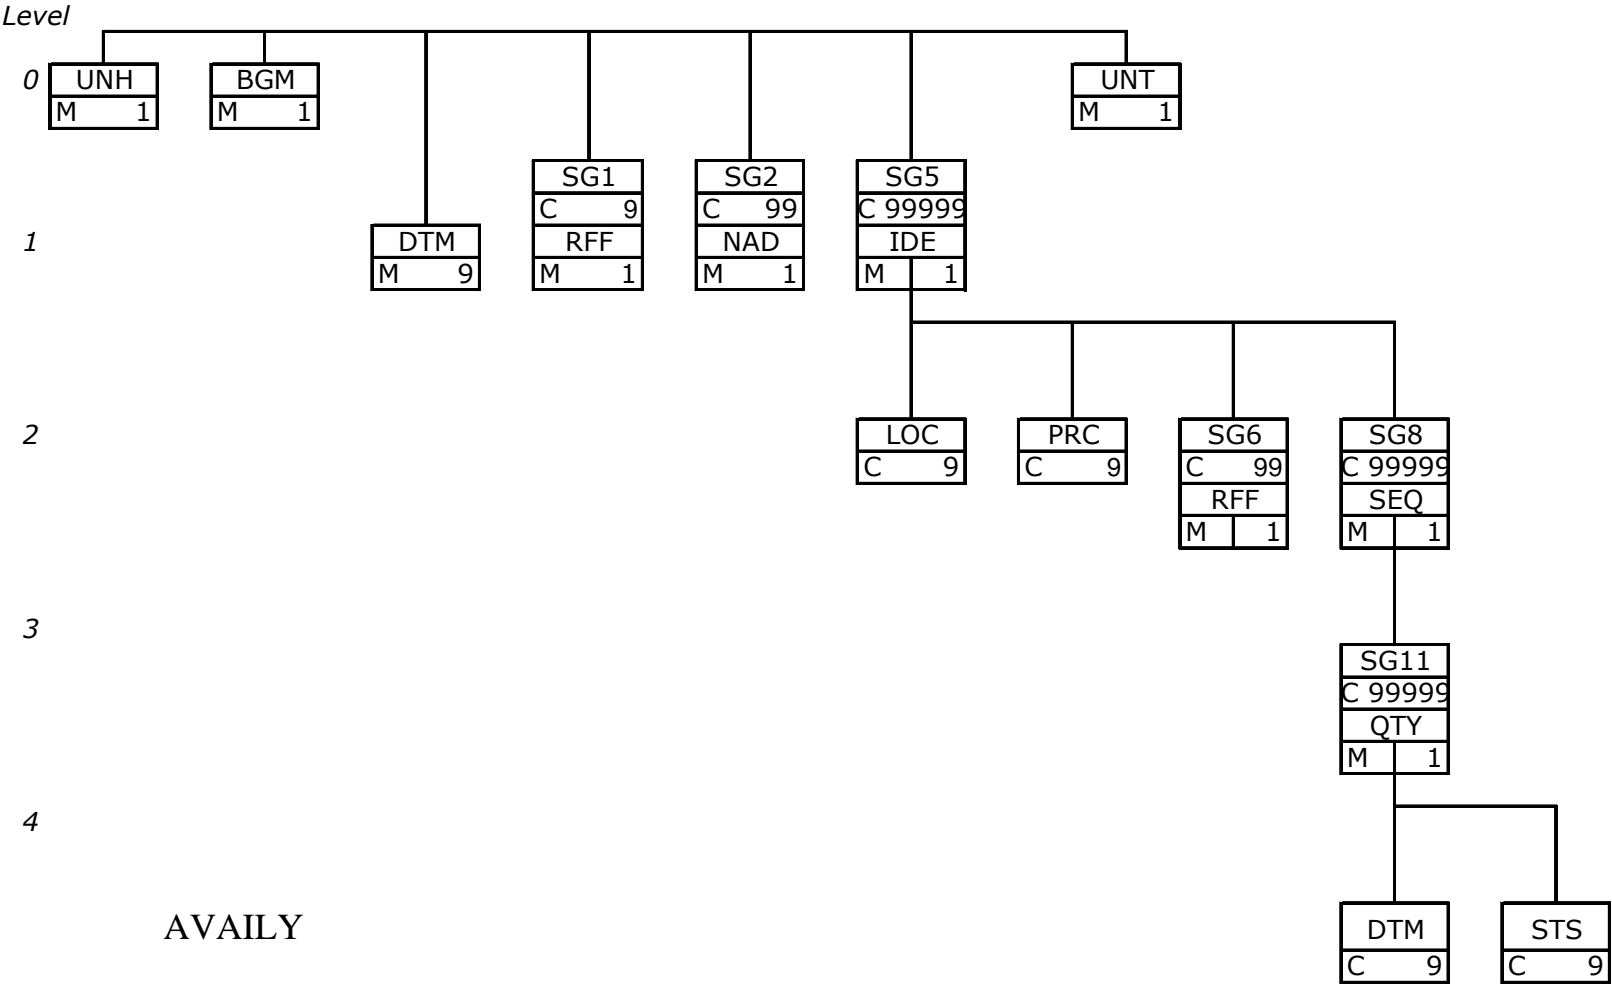 Level
0 UNH BGM UNT
M 1 M 1 M 1
SG1 SG2 SG5
C 9 C 99 C 99999
1 DTM RFF NAD IDE
M 9 M 1 M 1 M 1
2 LOC PRC SG6 SG8
C 9 C 9 C 99 C 99999
RFF SEQ
M 1 M 1
3
SG11
C 99999
QTY
M 1
4
AVAILY DTM STS
C 9 C 9